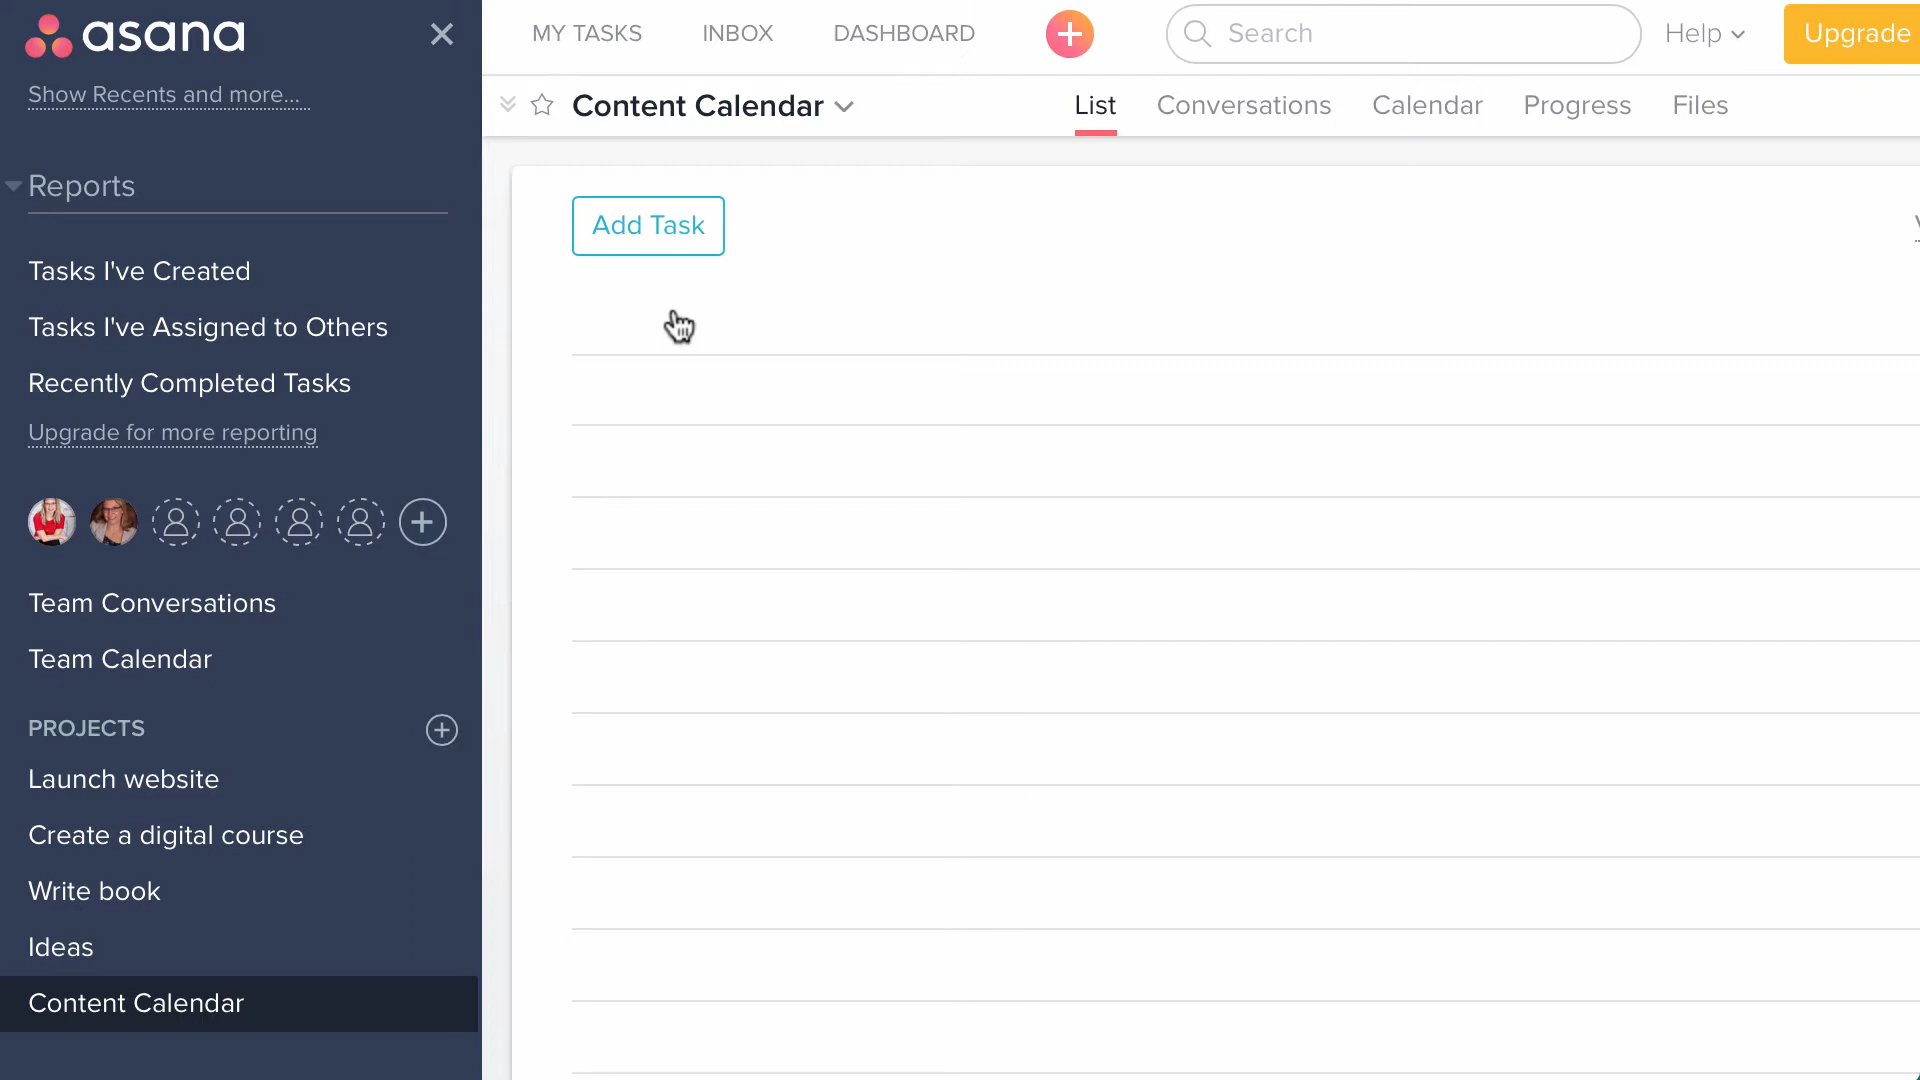 asana
Show Recents and more...
Reports
Tasks I've Created
Tasks I've Assigned to Others
Recently Completed Tasks
Upgrade for more reporting
Team Conversations
Team Calendar
PROJECTS
Launch website
Create a digital course
Write book
Ideas
Content Calendar
MY TASKS
INBOX
DASHBOARD
Search
Help
Upgrade
Content Calendar
List
Conversations
Calendar
Progress
Files
Add Task